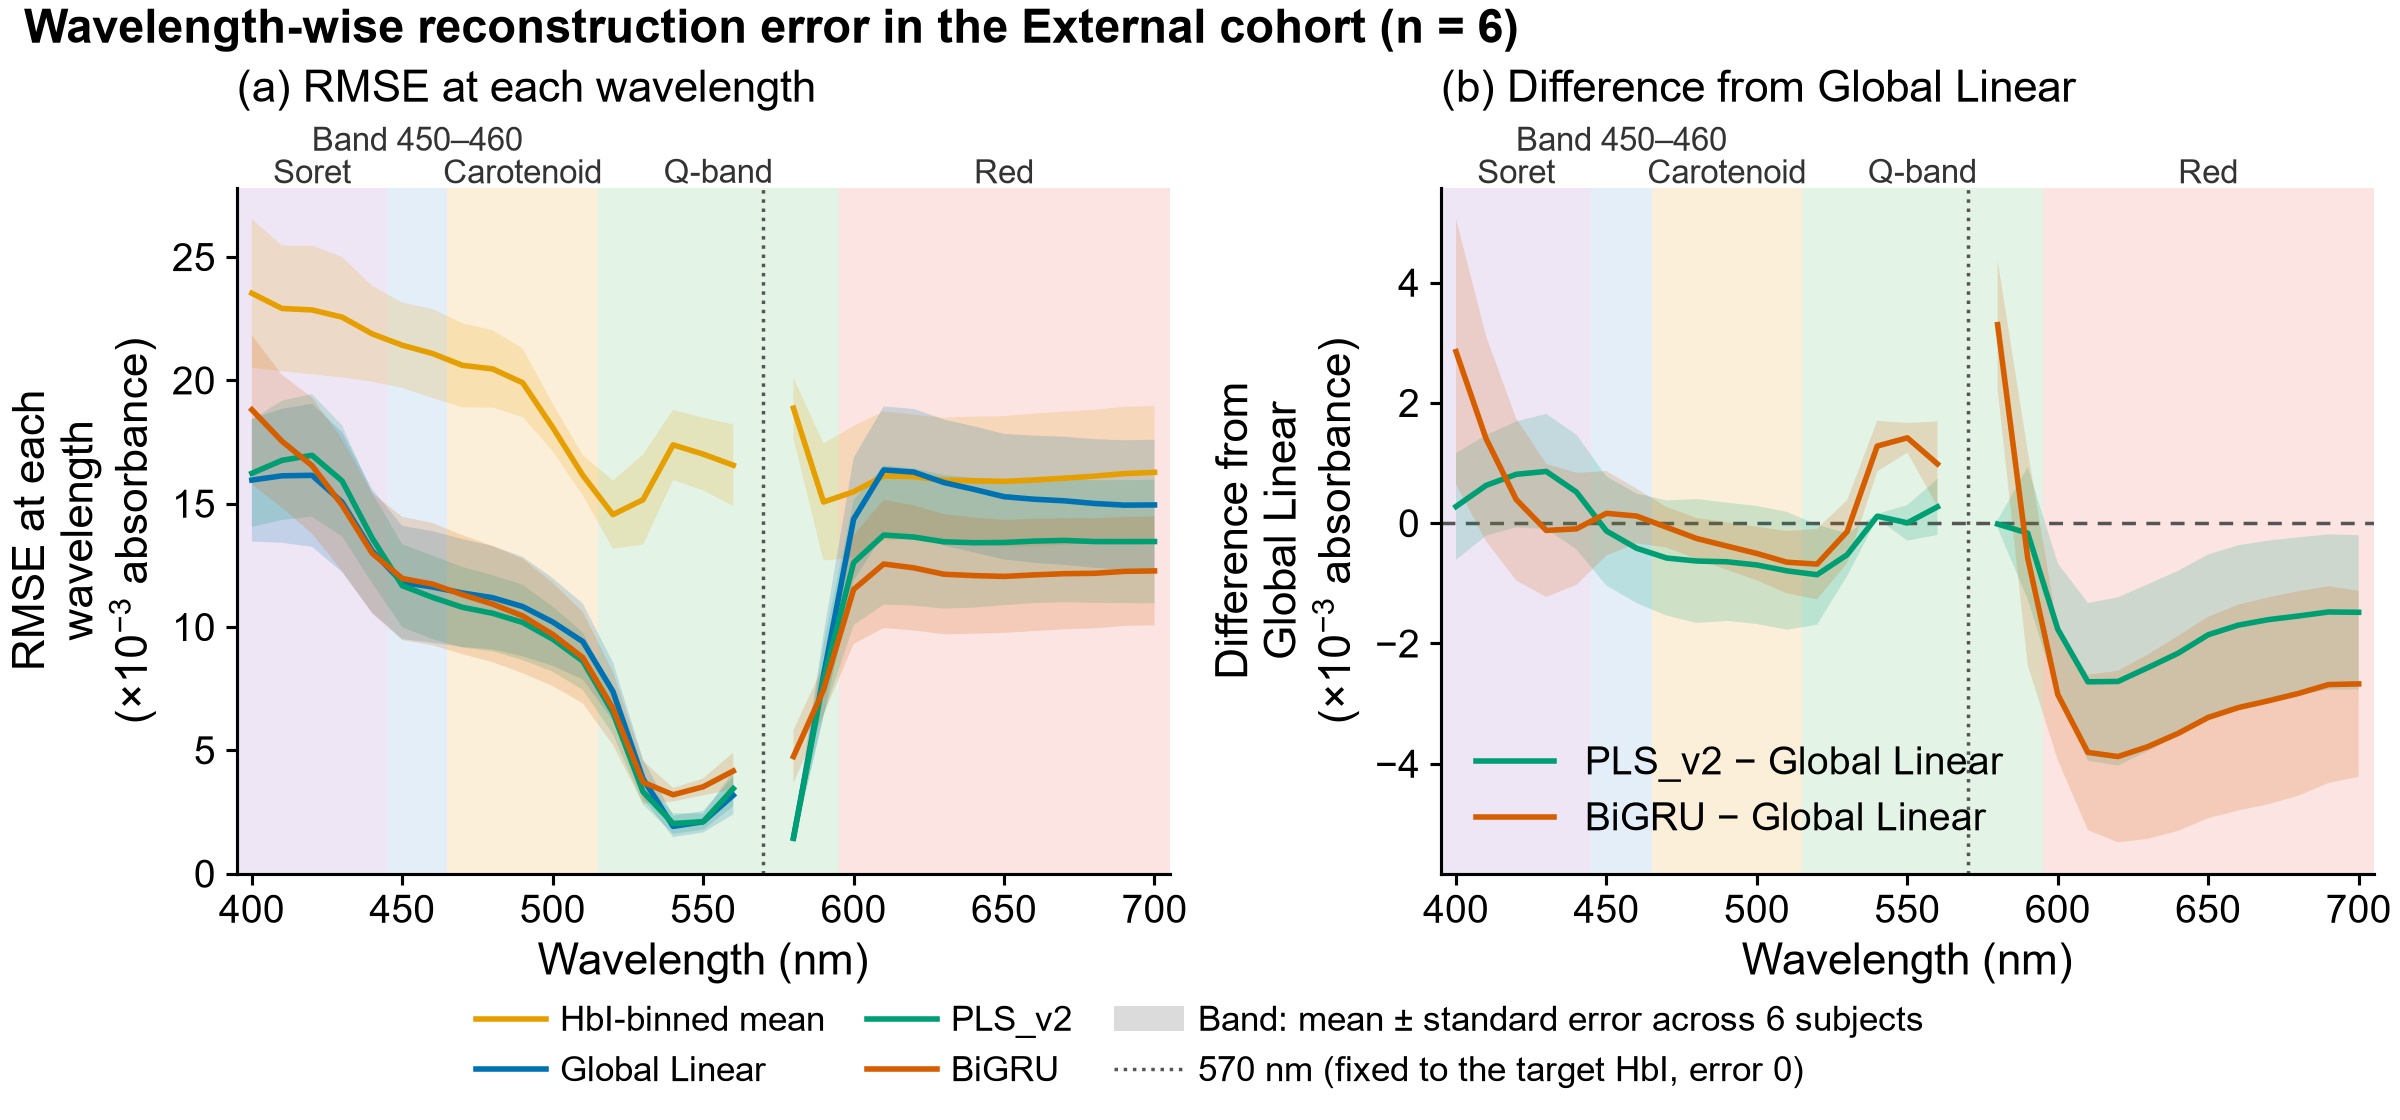 Wavelength-wise reconstruction error in the External cohort (n = 6)
(a) RMSE at each wavelength
Band 450–460
Soret Carotenoid Q-band Red
RMSE at each
wavelength
(×10⁻³ absorbance)
25
20
15
10
5
0
400 450 500 550 600 650 700
Wavelength (nm)
(b) Difference from Global Linear
Band 450–460
Soret Carotenoid Q-band Red
Difference from
Global Linear
(×10⁻³ absorbance)
4
2
0
−2
−4
PLS_v2 − Global Linear
BiGRU − Global Linear
400 450 500 550 600 650 700
Wavelength (nm)
HbI-binned mean PLS_v2 Band: mean ± standard error across 6 subjects
Global Linear BiGRU 570 nm (fixed to the target HbI, error 0)